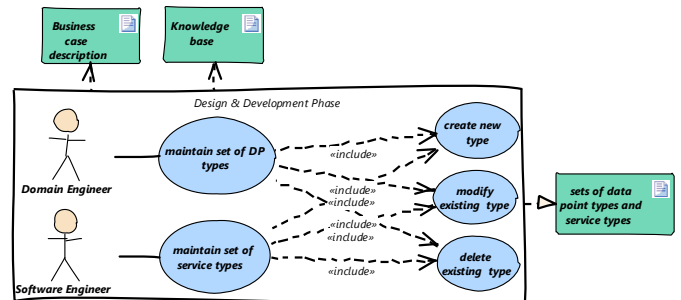 Business
case
description
Knowledge
base
Design & Development Phase
create new
type
maintain set of DP
types
«include»
Domain Engineer
«include»
«include»
modify
existing type
sets of data
point types and
service types
«include»
«include»
maintain set of
service types
delete
existing type
«include»
Software Engineer